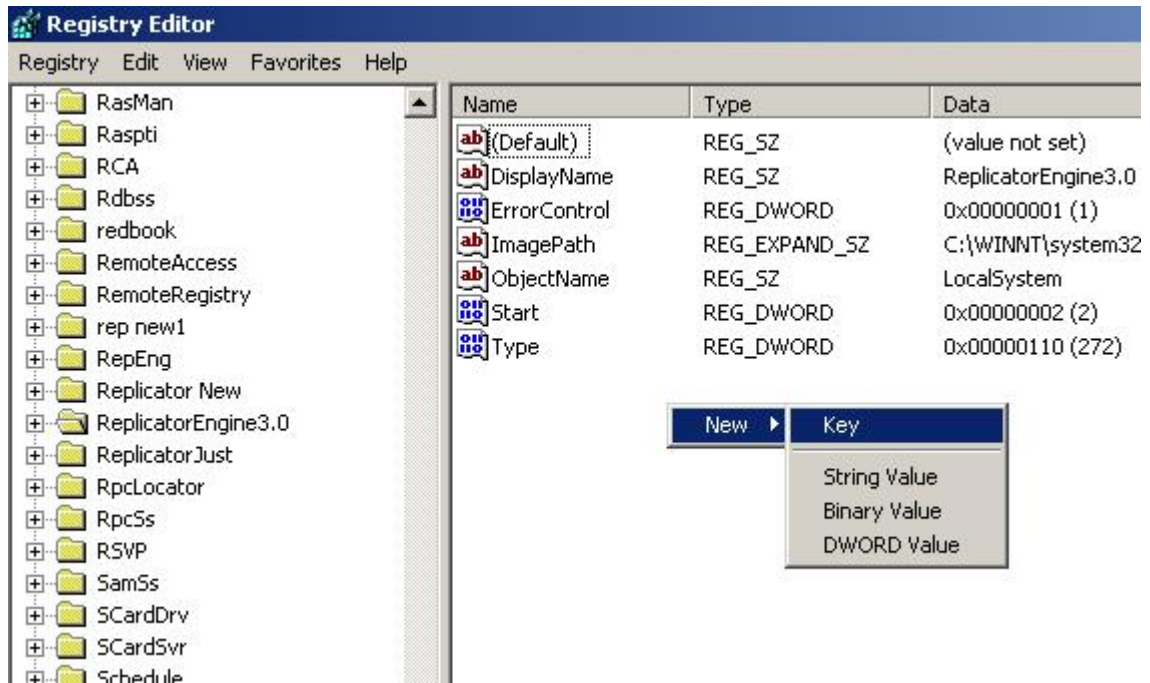 Registry Editor
Registry Edit View Favorites Help
RasMan
Raspti
RCA
Rdbss
redbook
RemoteAccess
RemoteRegistry
rep new1
RepEng
Replicator New
ReplicatorEngine3.0
ReplicatorJust
RpcLocator
RpcSs
RSVP
SamSs
SCardDrv
SCardSvr
Schedule
Name Type Data
(Default) REG_SZ (value not set)
DisplayName REG_SZ ReplicatorEngine3.0
ErrorControl REG_DWORD 0x00000001 (1)
ImagePath REG_EXPAND_SZ C:\WINNT\system32
ObjectName REG_SZ LocalSystem
Start REG_DWORD 0x00000002 (2)
Type REG_DWORD 0x00000110 (272)
New Key
String Value
Binary Value
DWORD Value